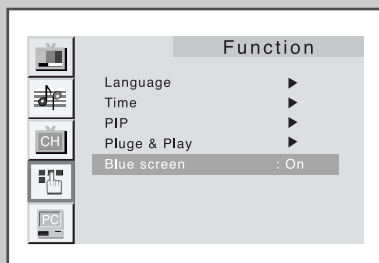 Function
Language ▶
Time ▶
PIP ▶
Pluge & Play ▶
Blue screen : On
CH
PC